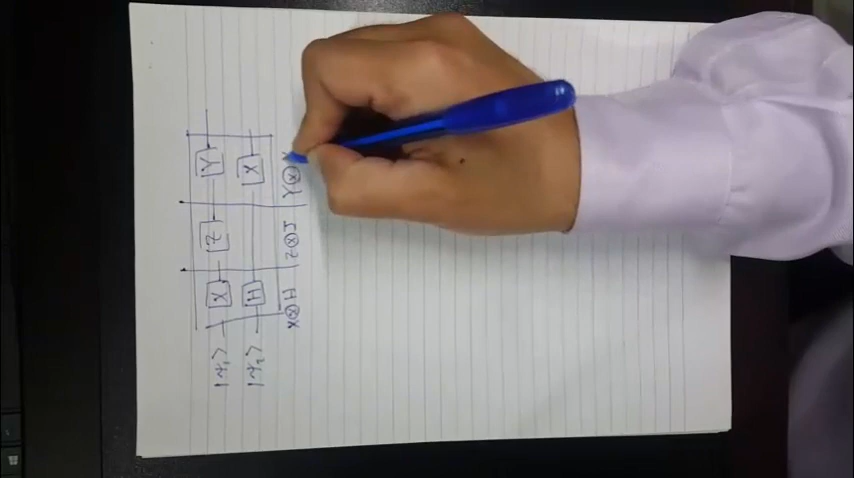 |ψ₁⟩ X Z Y
|ψ₂⟩ H X
X⊗H Z⊗I Y⊗X